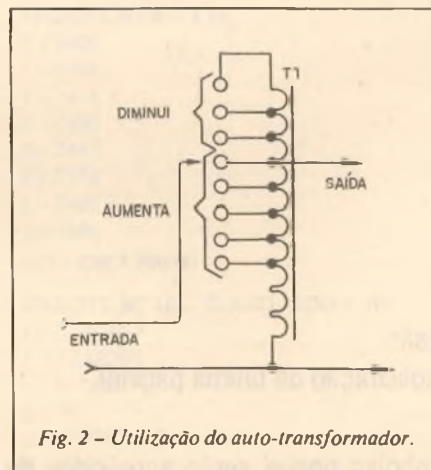 T1
DIMINUI
SAÍDA
AUMENTA
ENTRADA
Fig. 2 – Utilização do auto-transformador.